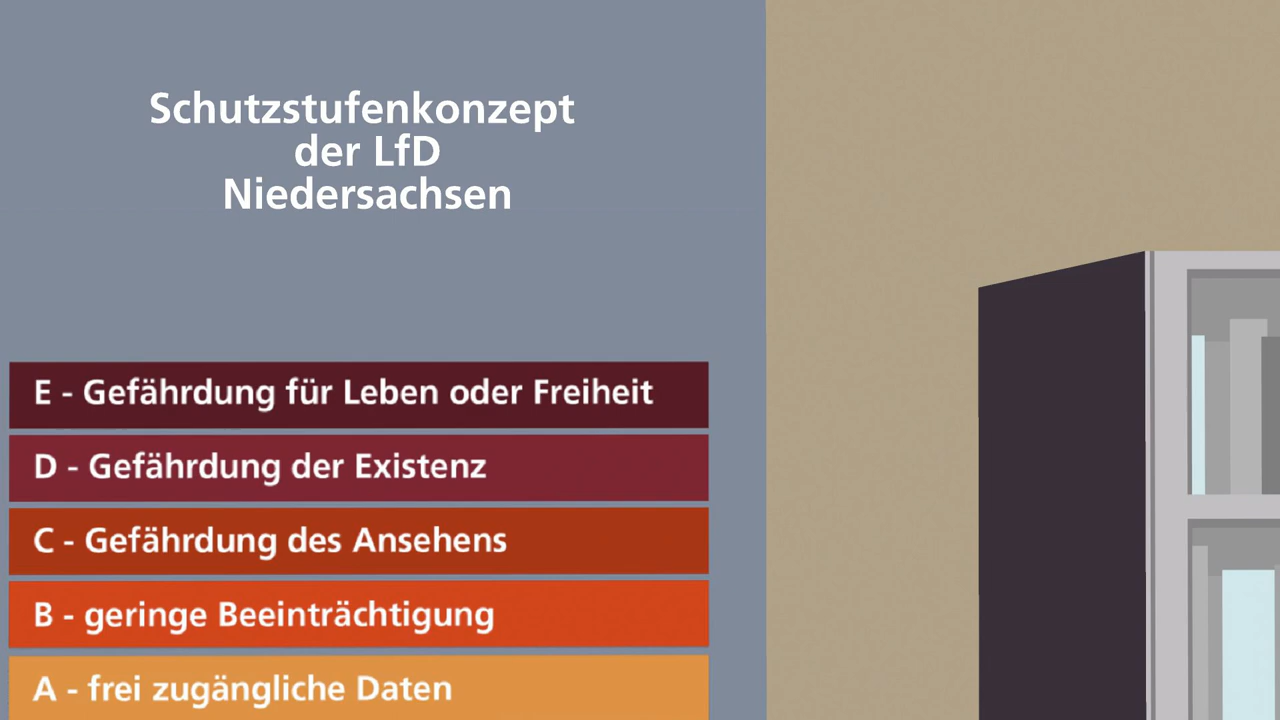 Schutzstufenkonzept
der LfD
Niedersachsen
E - Gefährdung für Leben oder Freiheit
D - Gefährdung der Existenz
C - Gefährdung des Ansehens
B - geringe Beeinträchtigung
A - frei zugängliche Daten